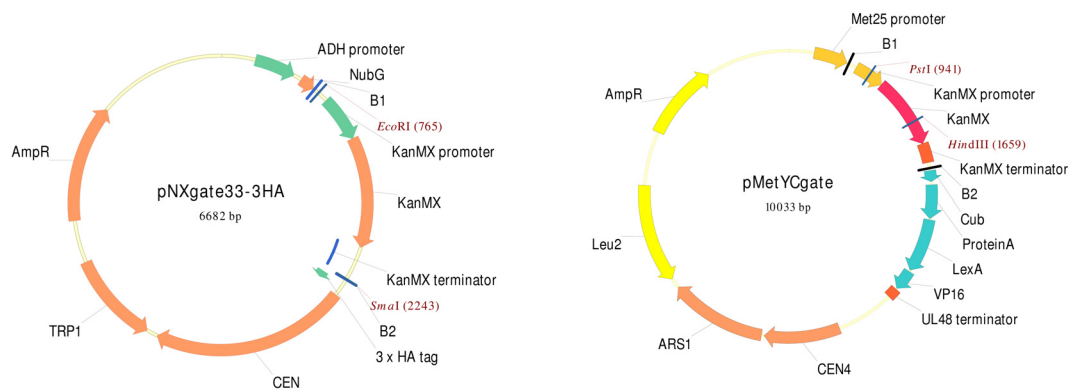 ADH promoter
NubG
B1
EcoRI (765)
KanMX promoter
KanMX
KanMX terminator
SmaI (2243)
B2
3 x HA tag
CEN
TRP1
AmpR
pNXgate33-3HA
6682 bp
Met25 promoter
B1
PstI (941)
KanMX promoter
KanMX
HindIII (1659)
KanMX terminator
B2
Cub
ProteinA
LexA
VP16
UL48 terminator
CEN4
ARS1
Leu2
AmpR
pMetYCgate
10033 bp